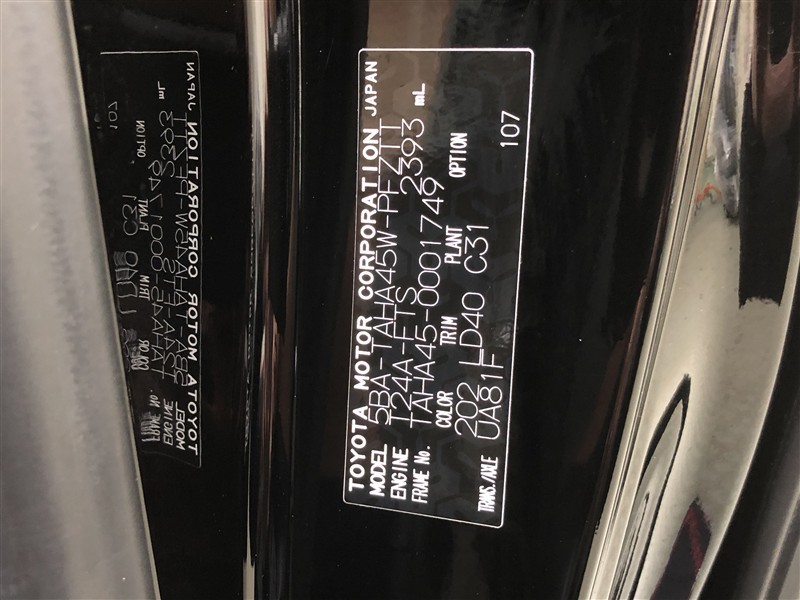 TOYOTA MOTOR CORPORATION JAPAN
MODEL 5BA-TAHA45W-PFZTT
ENGINE T24A-FTS 2393 mL
FRAME No. TAHA45-0001749
COLOR TRIM PLANT OPTION
202 LD40 C31
TRANS./AXLE UA81F 107